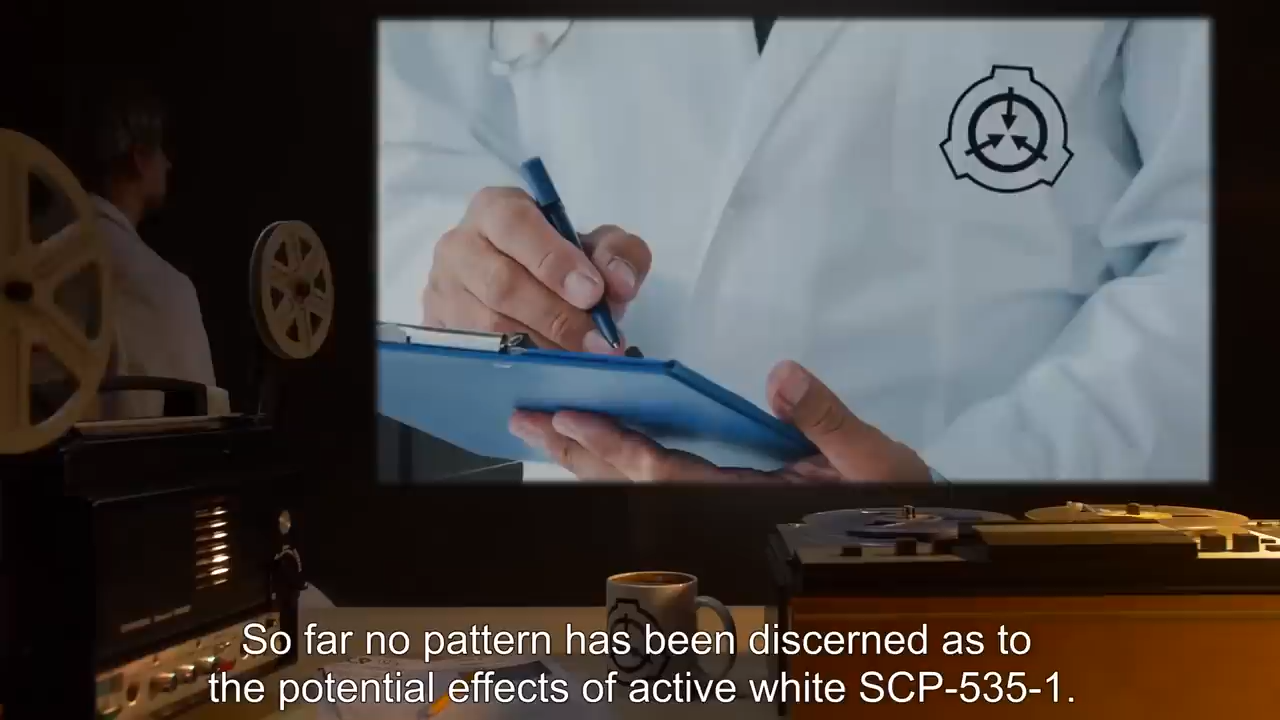 So far no pattern has been discerned as to
the potential effects of active white SCP-535-1.